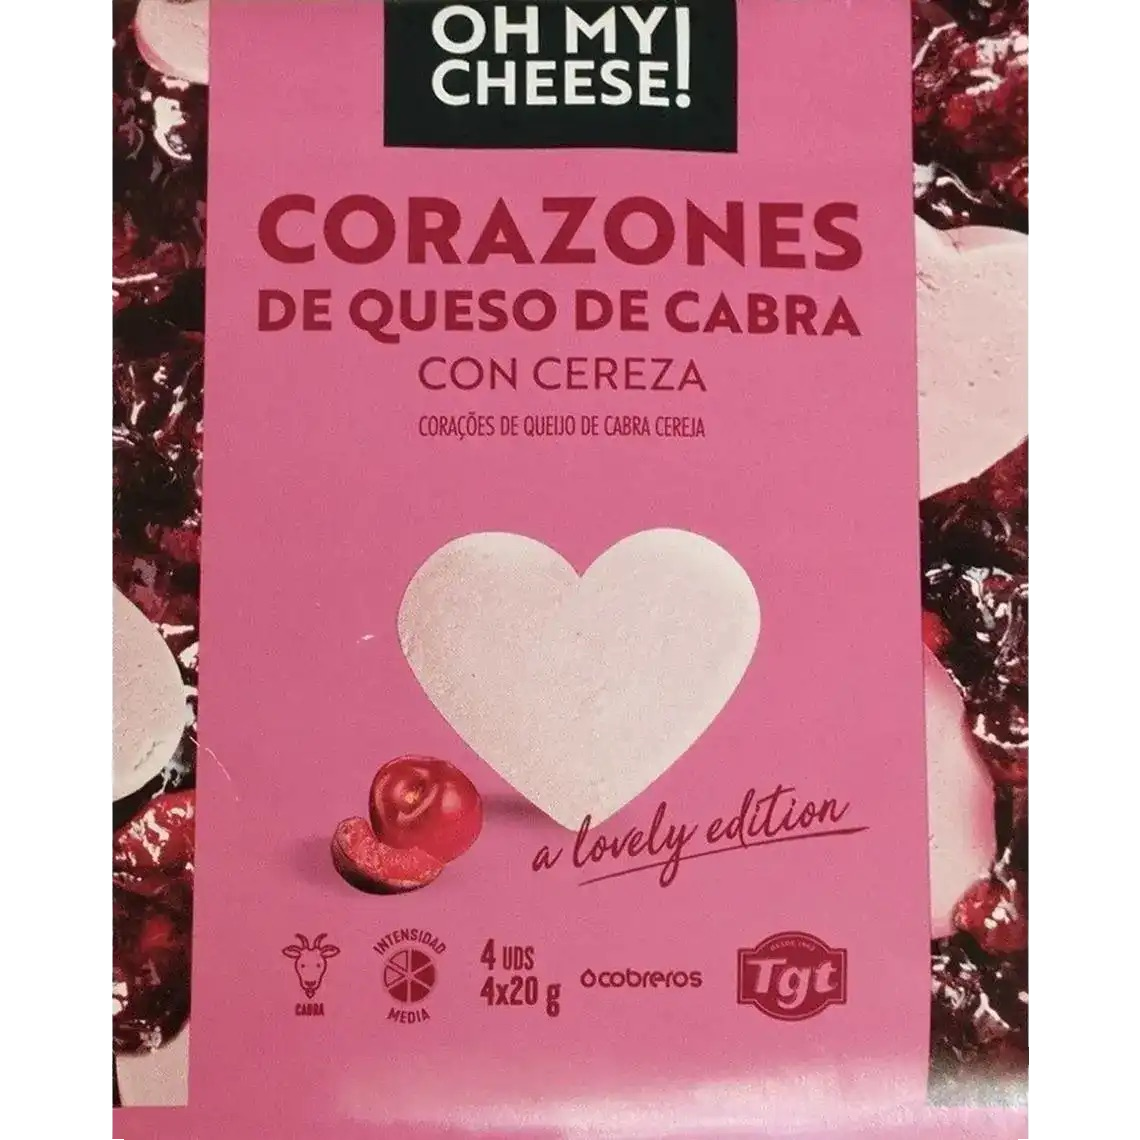 OH MY!
CHEESE!
CORAZONES
DE QUESO DE CABRA
CON CEREZA
CORAÇÕES DE QUEIJO DE CABRA CEREJA
a lovely edition
CABRA
INTENSIDAD
MEDIA
4 UDS
4x20 g
cobreros
Tgt